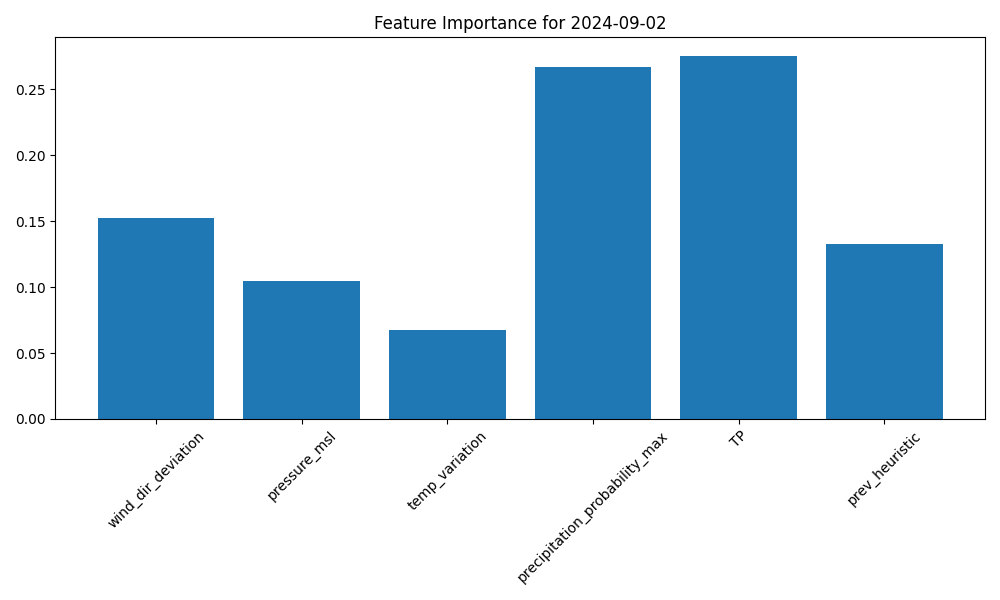 Feature Importance for 2024-09-02
0.25
0.20
0.15
0.10
0.05
0.00
wind_dir_deviation
pressure_msl
temp_variation
precipitation_probability_max
TP
prev_heuristic